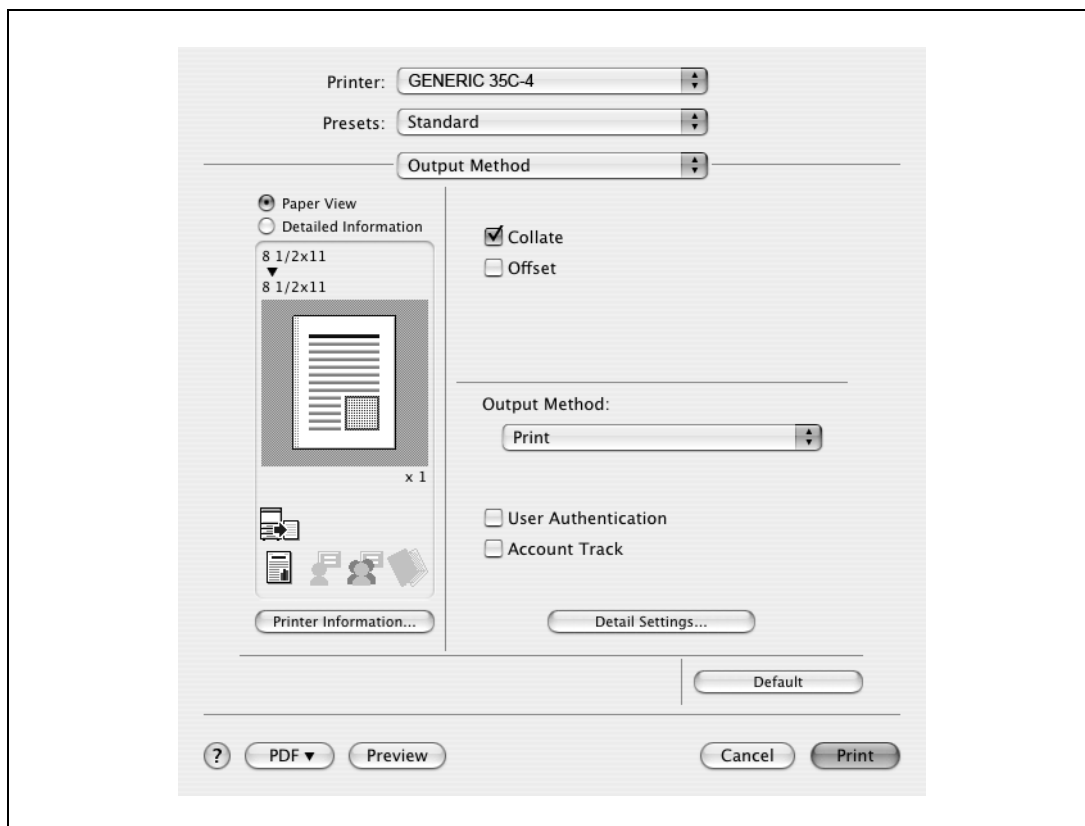 Printer: GENERIC 35C-4
Presets: Standard
Output Method
Paper View
Detailed Information
8 1/2x11
8 1/2x11
x 1
Printer Information...
Collate
Offset
Output Method:
Print
User Authentication
Account Track
Detail Settings...
Default
? PDF Preview Cancel Print